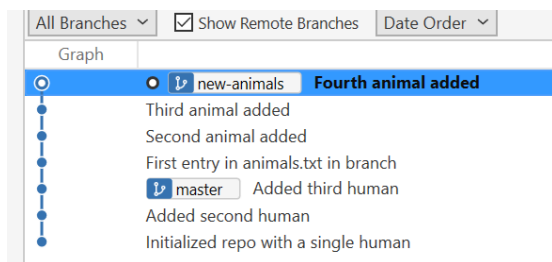 All Branches Show Remote Branches Date Order
Graph
new-animals Fourth animal added
Third animal added
Second animal added
First entry in animals.txt in branch
master Added third human
Added second human
Initialized repo with a single human